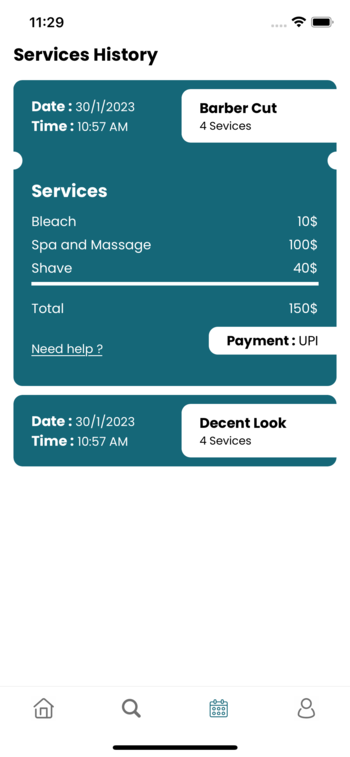 11:29
Services History
Date : 30/1/2023
Time : 10:57 AM
Barber Cut
4 Sevices
Services
Bleach 10$
Spa and Massage 100$
Shave 40$
Total 150$
Payment : UPI
Need help ?
Date : 30/1/2023
Time : 10:57 AM
Decent Look
4 Sevices